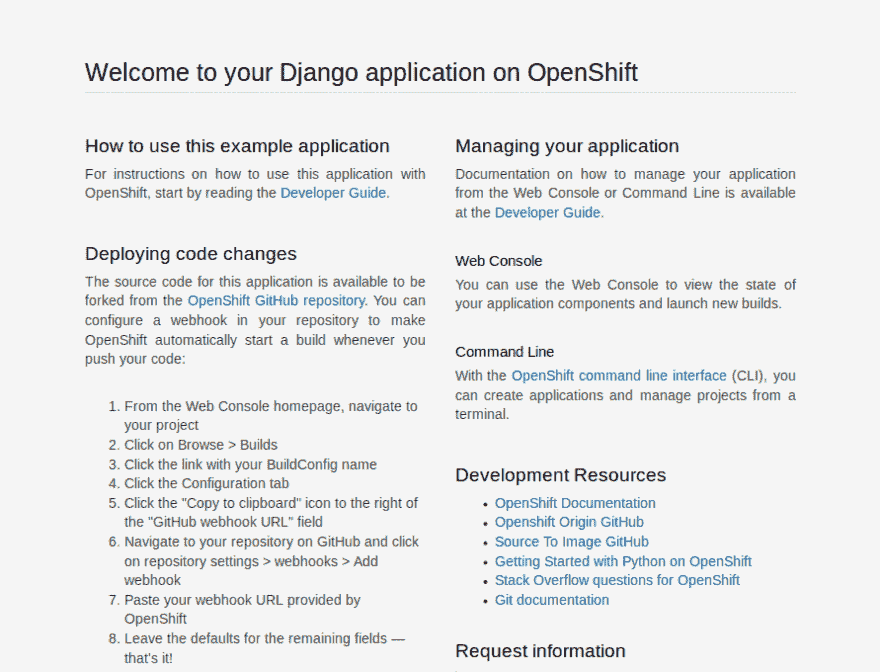 Welcome to your Django application on OpenShift
How to use this example application
For instructions on how to use this application with
OpenShift, start by reading the Developer Guide.
Deploying code changes
The source code for this application is available to be
forked from the OpenShift GitHub repository. You can
configure a webhook in your repository to make
OpenShift automatically start a build whenever you
push your code:
1. From the Web Console homepage, navigate to
your project
2. Click on Browse > Builds
3. Click the link with your BuildConfig name
4. Click the Configuration tab
5. Click the "Copy to clipboard" icon to the right of
the "GitHub webhook URL" field
6. Navigate to your repository on GitHub and click
on repository settings > webhooks > Add
webhook
7. Paste your webhook URL provided by
OpenShift
8. Leave the defaults for the remaining fields —
that's it!
Managing your application
Documentation on how to manage your application
from the Web Console or Command Line is available
at the Developer Guide.
Web Console
You can use the Web Console to view the state of
your application components and launch new builds.
Command Line
With the OpenShift command line interface (CLI), you
can create applications and manage projects from a
terminal.
Development Resources
• OpenShift Documentation
• Openshift Origin GitHub
• Source To Image GitHub
• Getting Started with Python on OpenShift
• Stack Overflow questions for OpenShift
• Git documentation
Request information